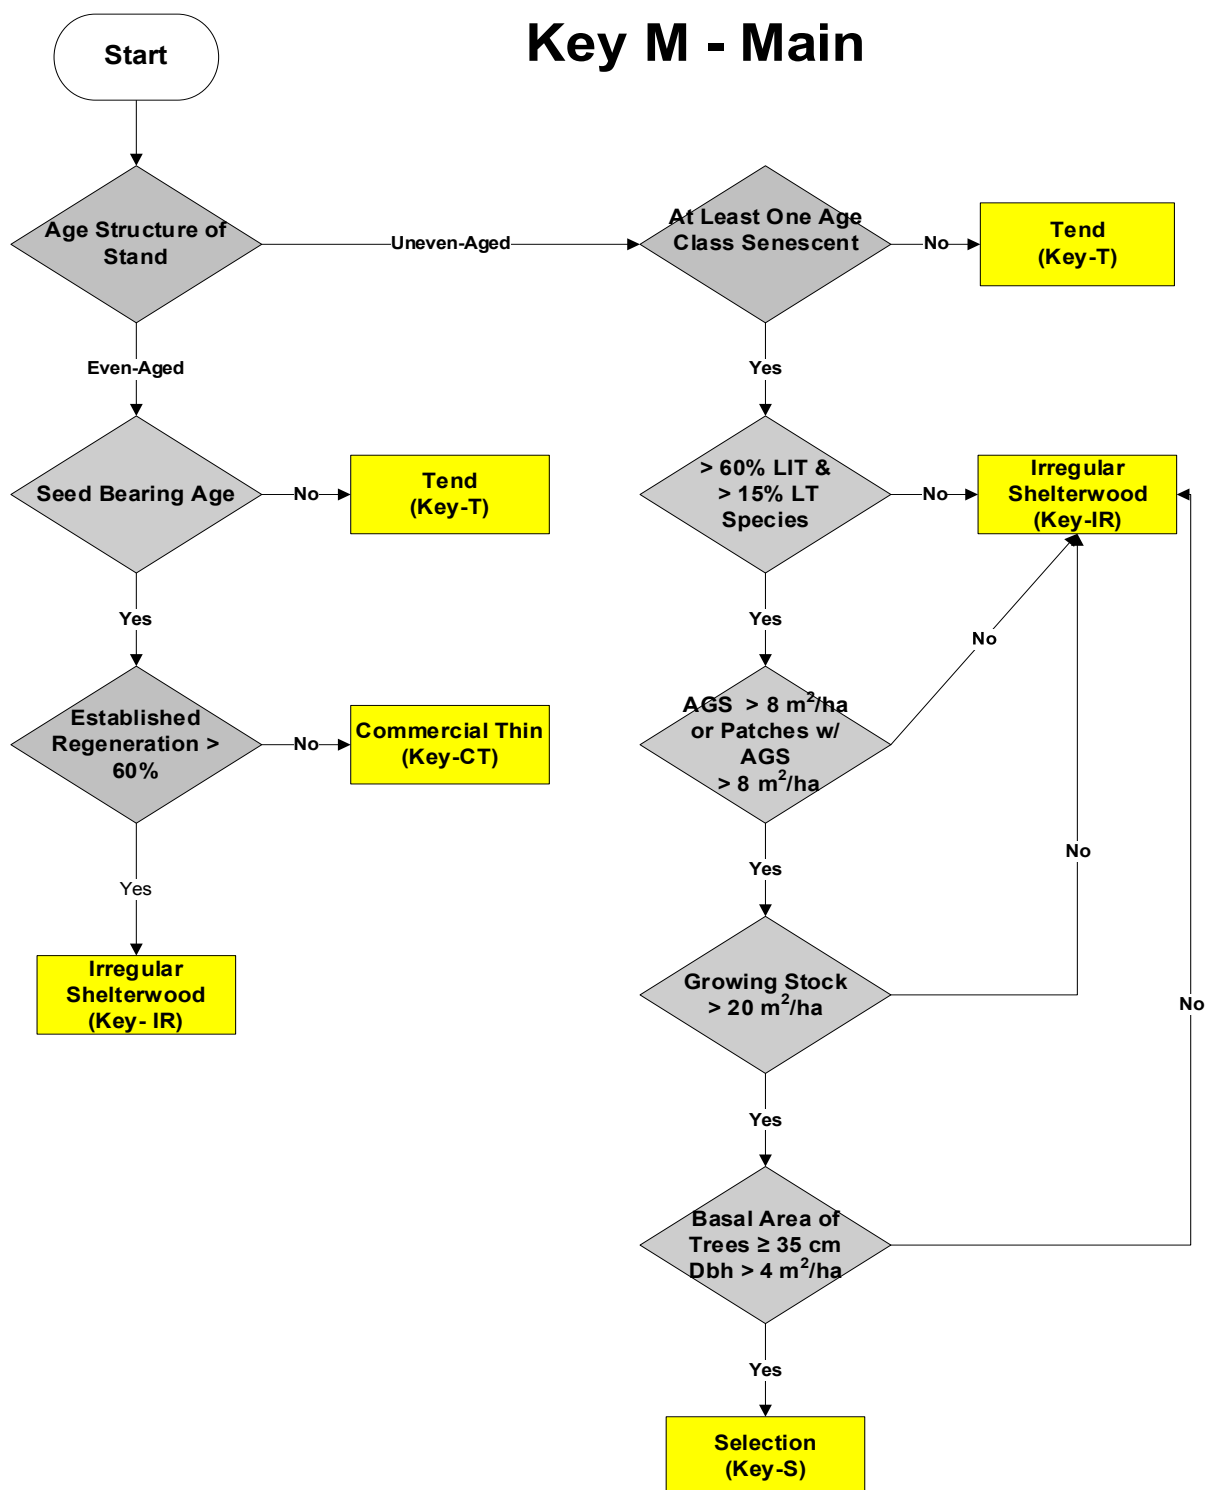 Key M - Main
Start
Age Structure of
Stand
Uneven-Aged
At Least One Age
Class Senescent
No
Tend
(Key-T)
Even-Aged
Yes
Seed Bearing Age
No
Tend
(Key-T)
> 60% LIT &
> 15% LT
Species
No
Irregular
Shelterwood
(Key-IR)
Yes
Yes
No
Established
Regeneration >
60%
No
Commercial Thin
(Key-CT)
AGS > 8 m²/ha
or Patches w/
AGS
> 8 m²/ha
Yes
Yes
No
Irregular
Shelterwood
(Key- IR)
Growing Stock
> 20 m²/ha
No
Yes
Basal Area of
Trees ≥ 35 cm
Dbh > 4 m²/ha
Yes
Selection
(Key-S)